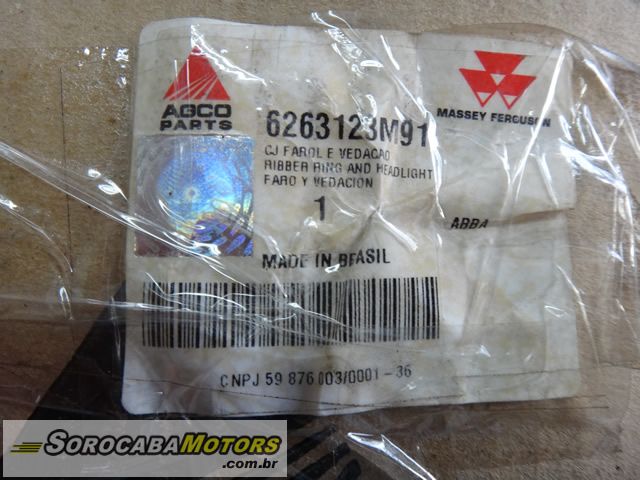 AGCO
PARTS
MASSEY FERGUSON
6263123M91
CJ FAROL E VEDACAO
RIBBER RING AND HEADLIGHT
FARO Y VEDACION
1
ABBA
MADE IN BRASIL
CNPJ 59 876 003/0001-36
SOROCABAMOTORS
.com.br